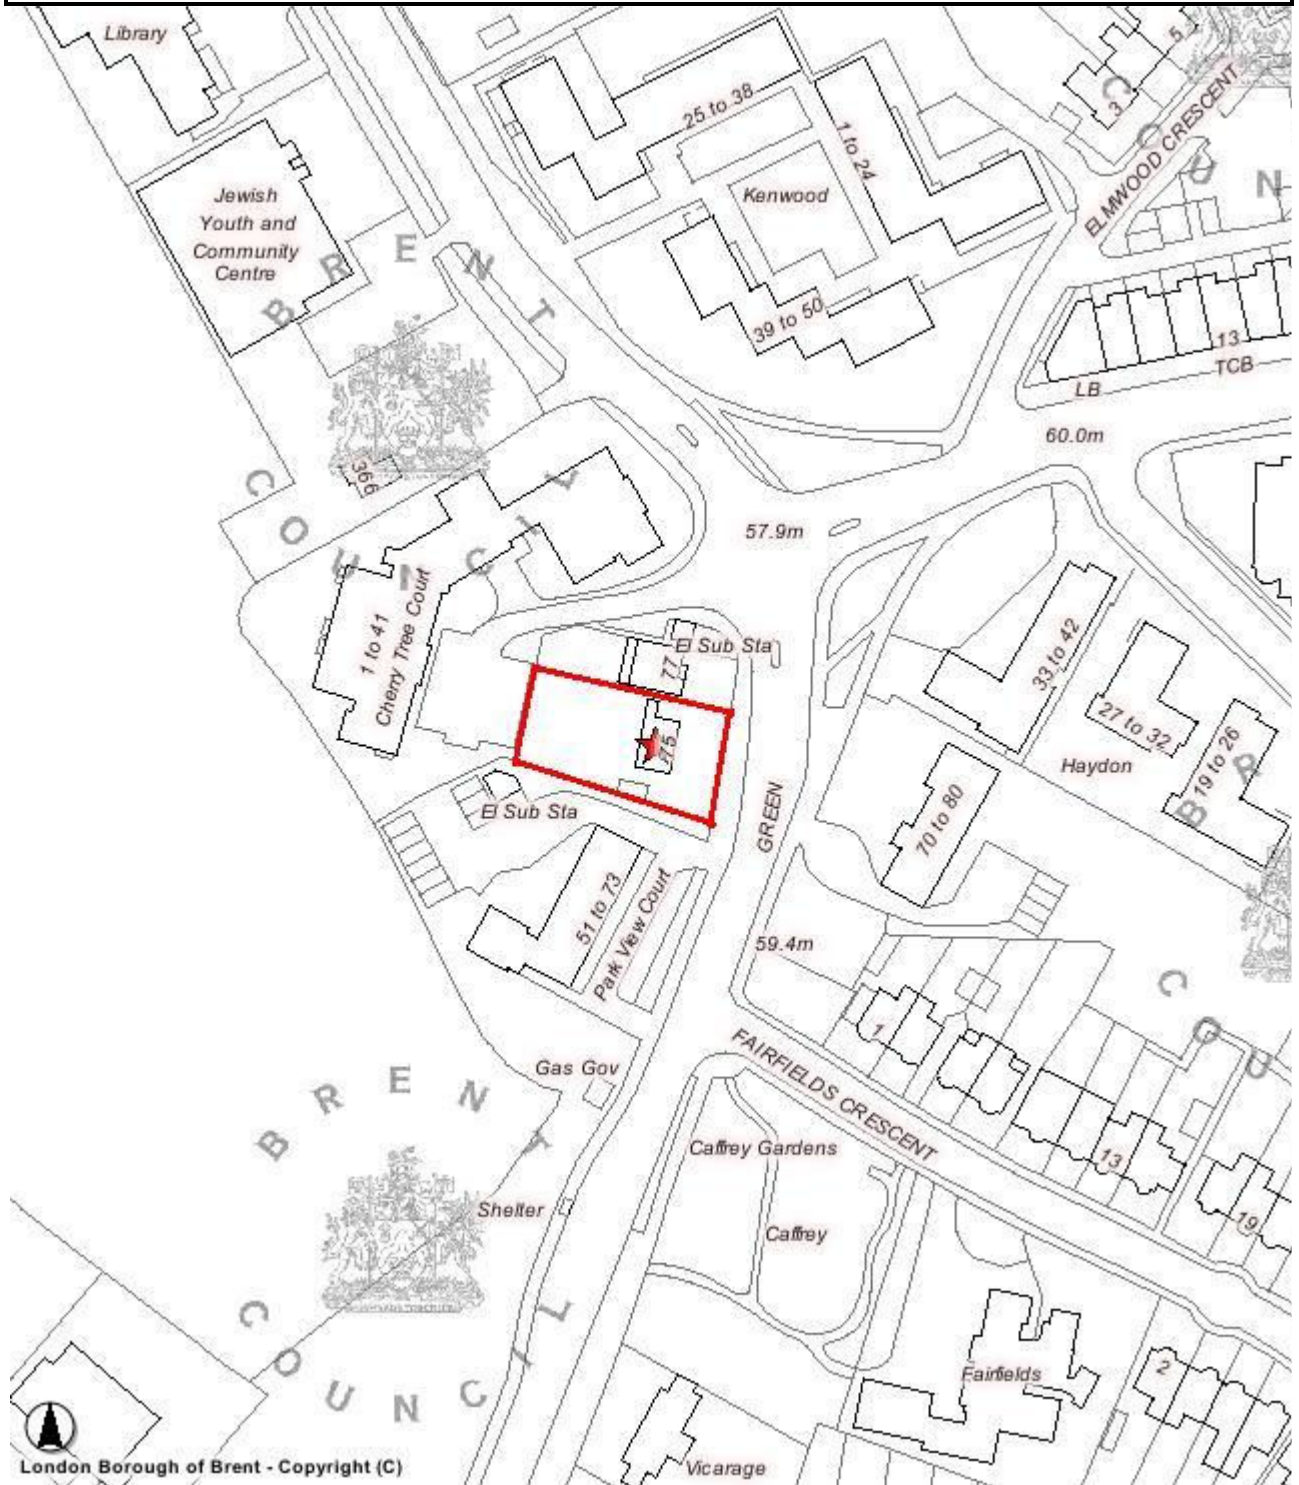 Library
25 to 38
1 to 24
Kenwood
39 to 50
5
3
ELMWOOD CRESCENT
COUN
Jewish
Youth and
Community
Centre
BRENT
COUNCIL
13
TCB
LB
60.0m
366
57.9m
1 to 41
Cherry Tree Court
El Sub Sta
77
75
El Sub Sta
33 to 42
27 to 32
19 to 26
Haydon
70 to 80
GREEN
51 to 73
Park View Court
59.4m
BR
COU
1
13
19
FAIRFIELDS CRESCENT
Gas Gov
BRENT
COUNCIL
Caffrey Gardens
Shelter
Caffrey
Fairfields
2
Vicarage
London Borough of Brent - Copyright (C)